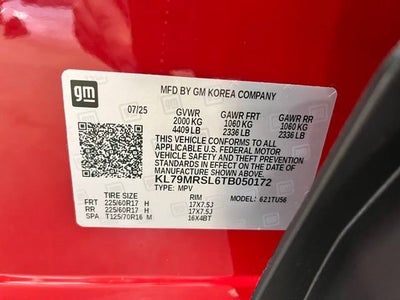 gm
MFD BY GM KOREA COMPANY
07/25 GVWR GAWR FRT GAWR RR
2000 KG 1060 KG 1060 KG
4409 LB 2336 LB 2336 LB
THIS VEHICLE CONFORMS TO ALL
APPLICABLE U.S. FEDERAL MOTOR
VEHICLE SAFETY AND THEFT
PREVENTION STANDARDS IN EFFECT ON
THE DATE OF MANUFACTURE SHOWN ABOVE.
KL79MRSL6TB050172
TYPE: MPV MODEL: 621TU56
TIRE SIZE RIM
FRT 225/60R17 H 17X7.5J
RR 225/60R17 H 17X7.5J
SPA T125/70R16 M 16X4BT